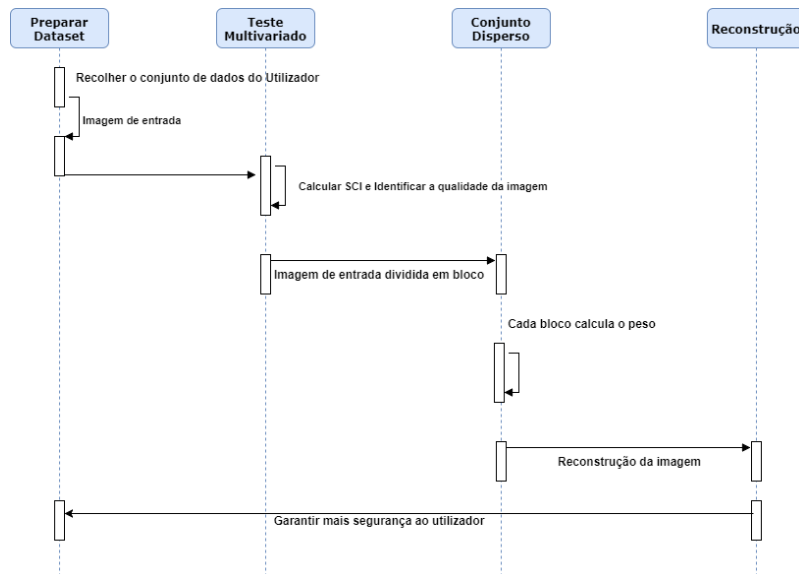 Preparar
Dataset
Teste
Multivariado
Conjunto
Disperso
Reconstrução
Recolher o conjunto de dados do Utilizador
Imagem de entrada
Calcular SCI e Identificar a qualidade da imagem
Imagem de entrada dividida em bloco
Cada bloco calcula o peso
Reconstrução da imagem
Garantir mais segurança ao utilizador